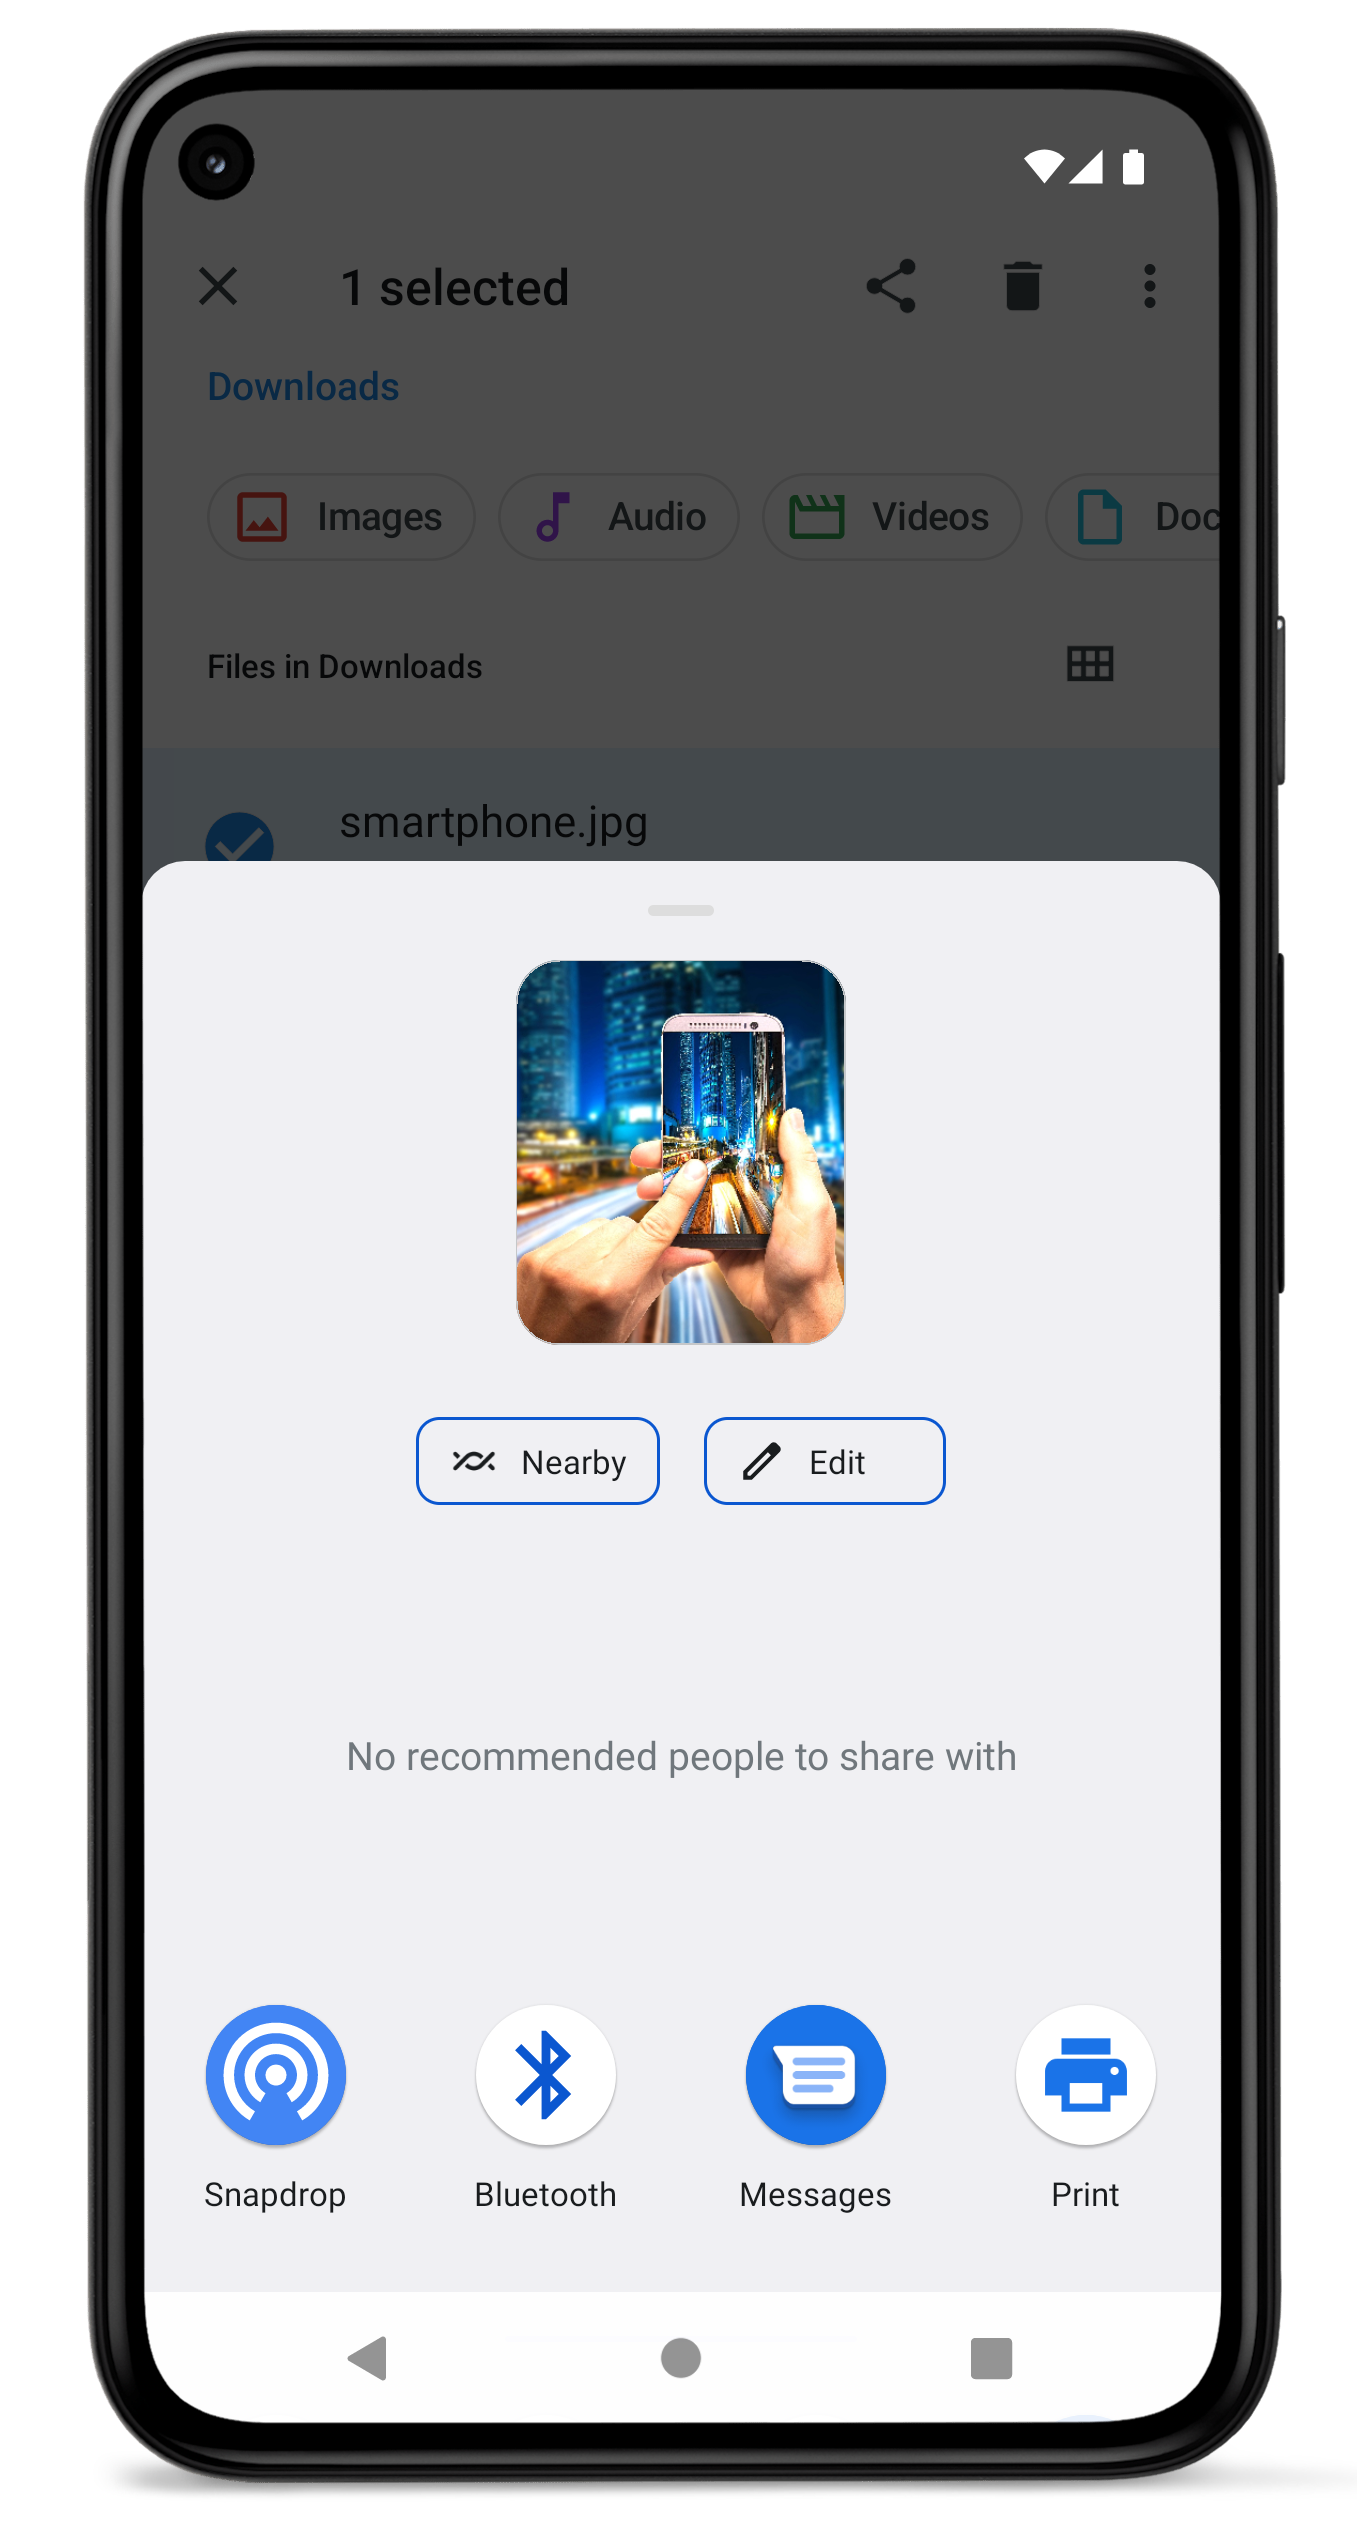 1 selected
Downloads
Images Audio Videos Doc
Files in Downloads
smartphone.jpg
Nearby Edit
No recommended people to share with
Snapdrop Bluetooth Messages Print